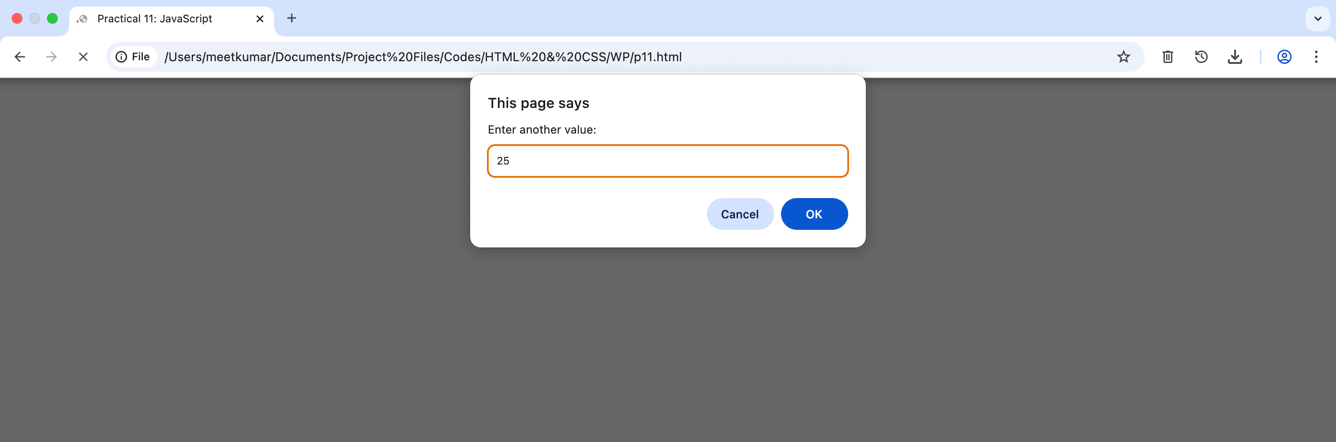 Practical 11: JavaScript
File /Users/meetkumar/Documents/Project%20Files/Codes/HTML%20&%20CSS/WP/p11.html
This page says
Enter another value:
25
Cancel OK